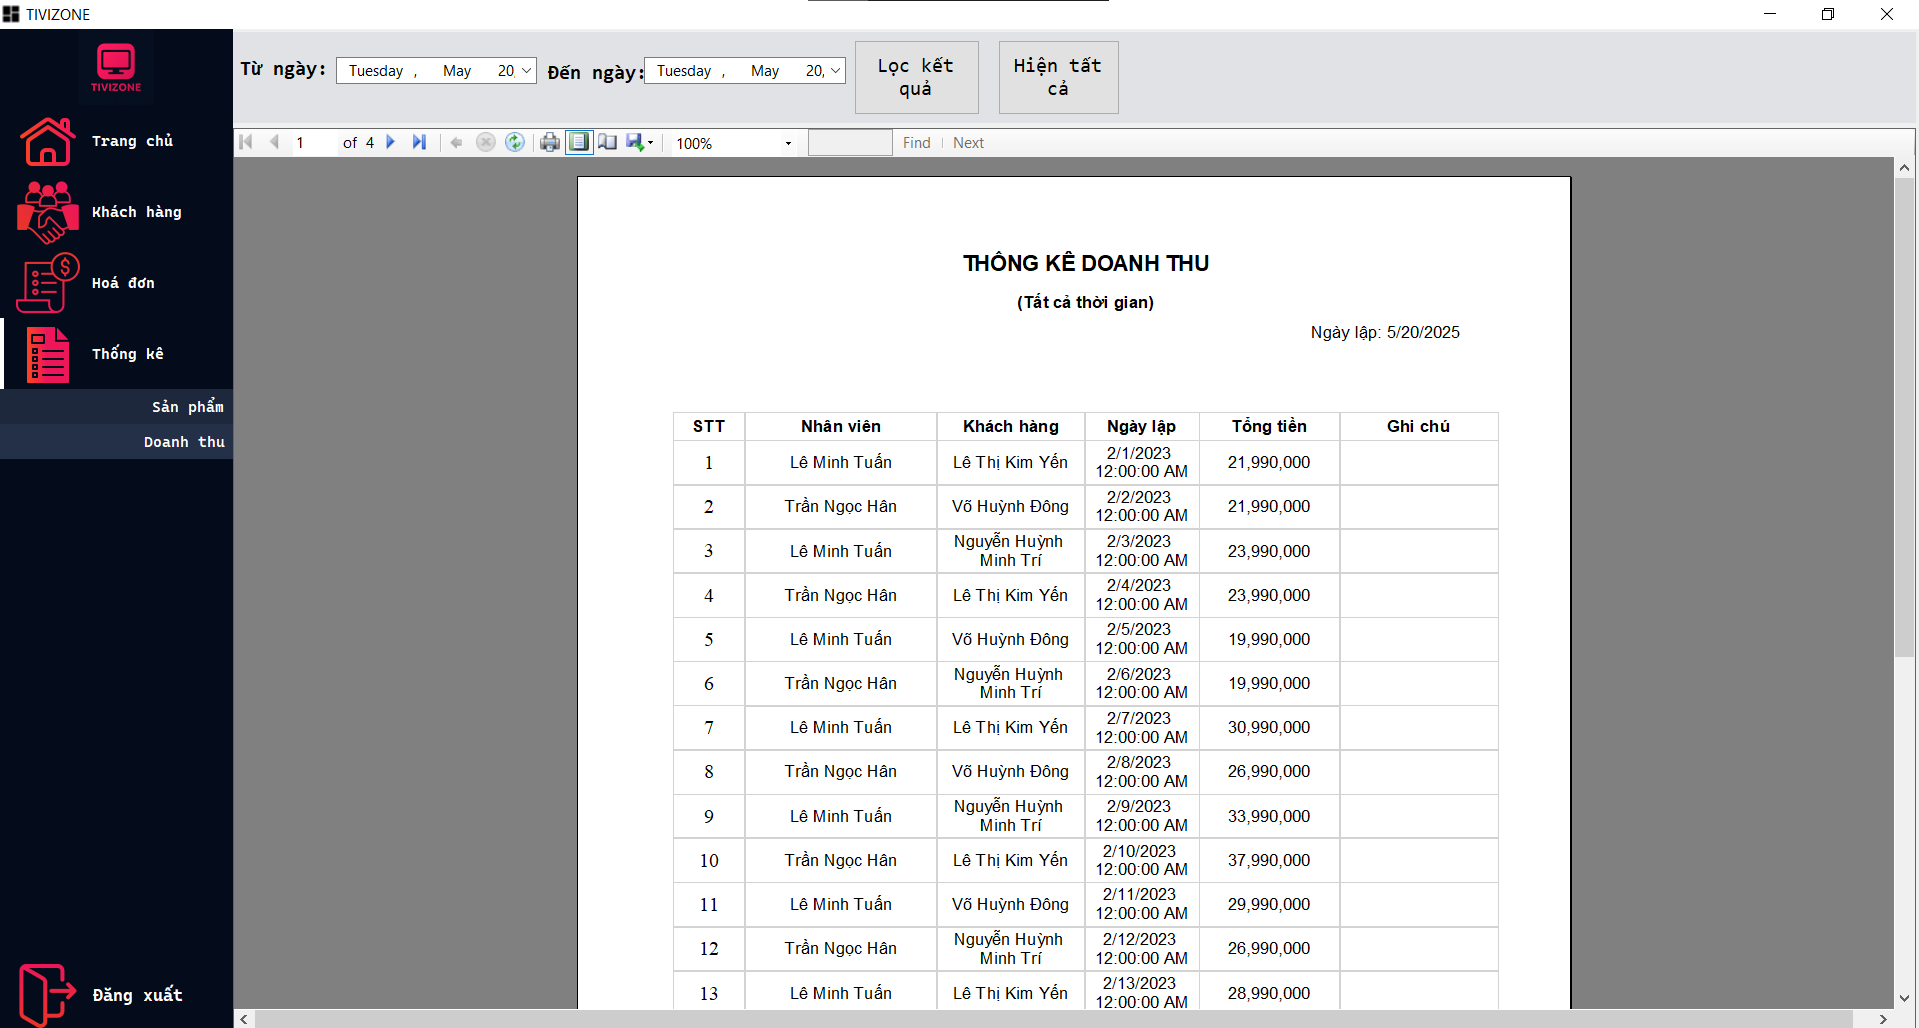 TIVIZONE
TIVIZONE
Trang chủ
Khách hàng
Hoá đơn
Thống kê
Sản phẩm
Doanh thu
Đăng xuất
Từ ngày: Tuesday , May 20, Đến ngày: Tuesday , May 20,
Lọc kết
quả
Hiện tất
cả
1 of 4 100% Find Next
THỐNG KÊ DOANH THU
(Tất cả thời gian)
Ngày lập: 5/20/2025
STT Nhân viên Khách hàng Ngày lập Tổng tiền Ghi chú
1 Lê Minh Tuấn Lê Thị Kim Yến 2/1/2023 12:00:00 AM 21,990,000
2 Trần Ngọc Hân Võ Huỳnh Đông 2/2/2023 12:00:00 AM 21,990,000
3 Lê Minh Tuấn Nguyễn Huỳnh Minh Trí 2/3/2023 12:00:00 AM 23,990,000
4 Trần Ngọc Hân Lê Thị Kim Yến 2/4/2023 12:00:00 AM 23,990,000
5 Lê Minh Tuấn Võ Huỳnh Đông 2/5/2023 12:00:00 AM 19,990,000
6 Trần Ngọc Hân Nguyễn Huỳnh Minh Trí 2/6/2023 12:00:00 AM 19,990,000
7 Lê Minh Tuấn Lê Thị Kim Yến 2/7/2023 12:00:00 AM 30,990,000
8 Trần Ngọc Hân Võ Huỳnh Đông 2/8/2023 12:00:00 AM 26,990,000
9 Lê Minh Tuấn Nguyễn Huỳnh Minh Trí 2/9/2023 12:00:00 AM 33,990,000
10 Trần Ngọc Hân Lê Thị Kim Yến 2/10/2023 12:00:00 AM 37,990,000
11 Lê Minh Tuấn Võ Huỳnh Đông 2/11/2023 12:00:00 AM 29,990,000
12 Trần Ngọc Hân Nguyễn Huỳnh Minh Trí 2/12/2023 12:00:00 AM 26,990,000
13 Lê Minh Tuấn Lê Thị Kim Yến 2/13/2023 12:00:00 AM 28,990,000